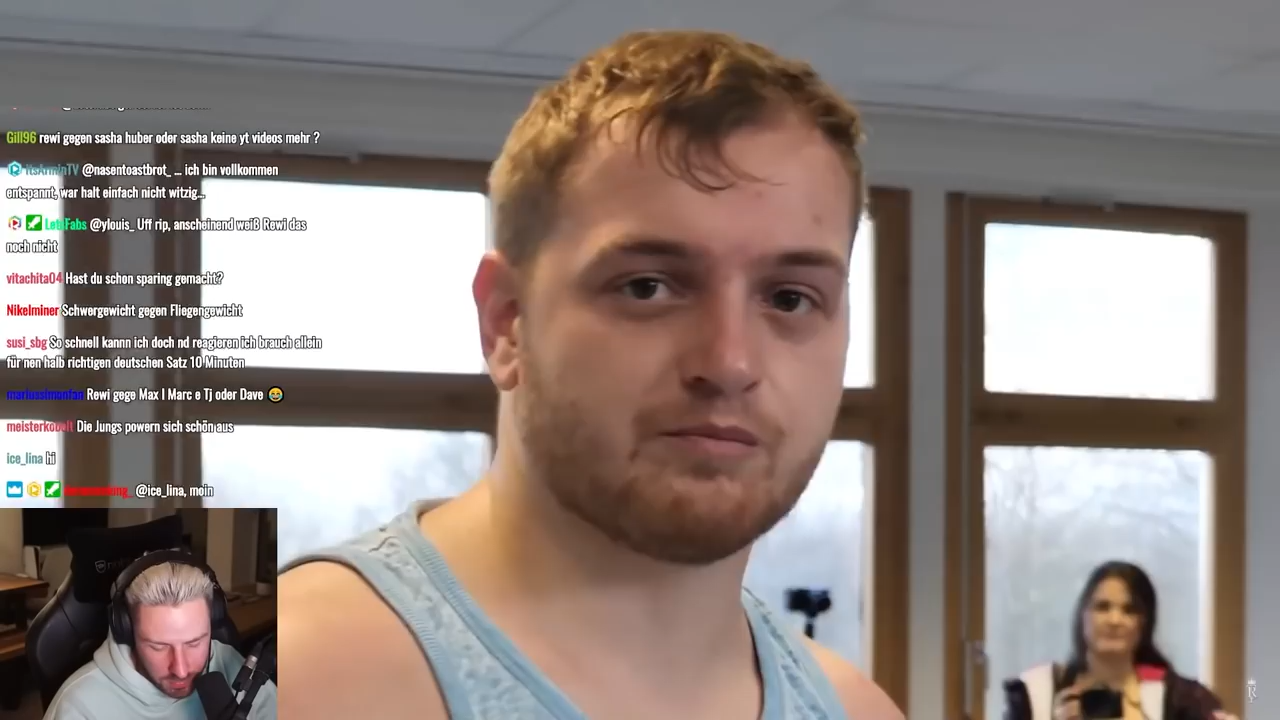 Gill96 rewi gegen sasha huber oder sasha keine yt videos mehr ?
ItsArminTV @nasentoastbrot_ ... ich bin vollkommen
entspannt, war halt einfach nicht witzig...
@ylouis_ Uff rip, anscheinend weiß Rewi das
noch nicht
vitachita04 Hast du schon sparing gemacht?
Nikelminer Schwergewicht gegen Fliegengewicht
susi_sbg So schnell kannn ich doch nd reagieren ich brauch allein
für nen halb richtigen deutschen Satz 10 Minuten
Rewi gege Max I Marc e Tj oder Dave 😂
meisterkobelt Die Jungs powern sich schön aus
ice_lina hi
@ice_lina, moin